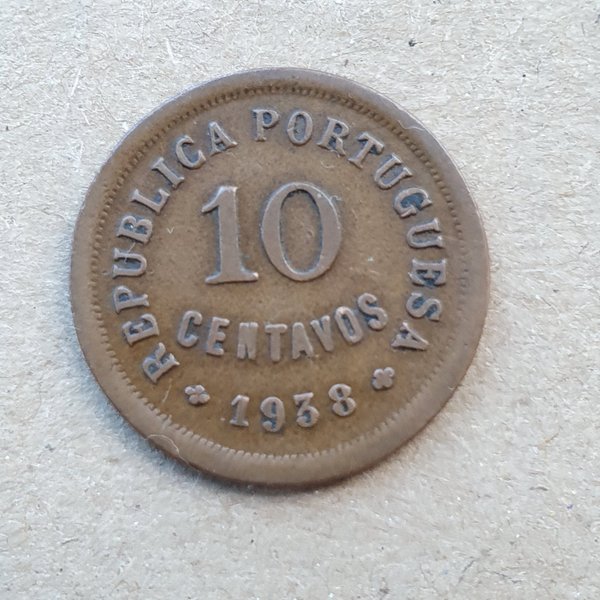 REPUBLICA PORTUGUESA
10
CENTAVOS
1938